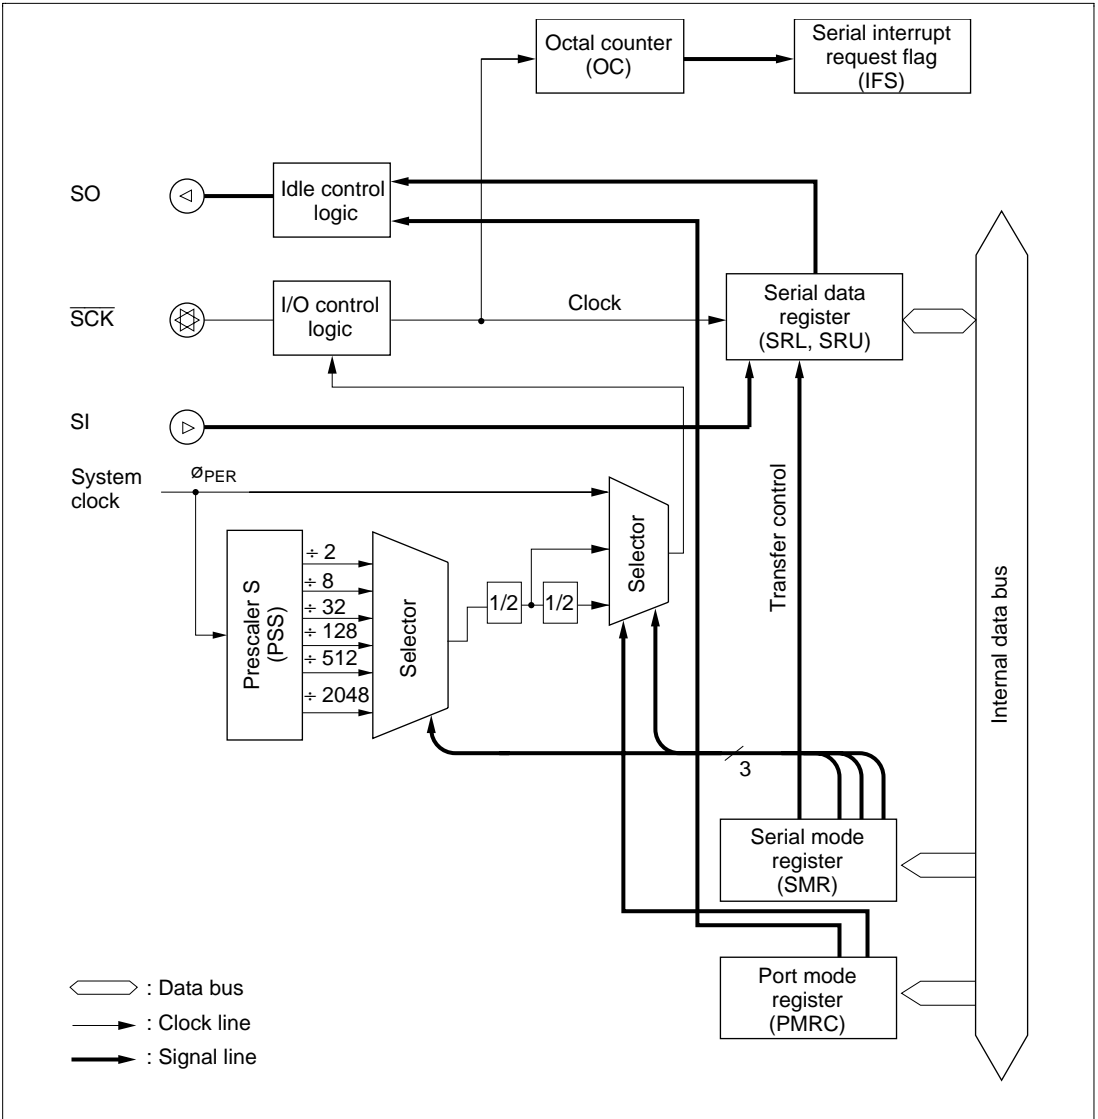 Octal counter
(OC)
Serial interrupt
request flag
(IFS)
SO
Idle control
logic
SCK
I/O control
logic
Clock
Serial data
register
(SRL, SRU)
SI
System
clock
øPER
Transfer control
Internal data bus
Prescaler S
(PSS)
÷ 2
÷ 8
÷ 32
÷ 128
÷ 512
÷ 2048
Selector
1/2
1/2
Selector
3
Serial mode
register
(SMR)
Port mode
register
(PMRC)
: Data bus
: Clock line
: Signal line